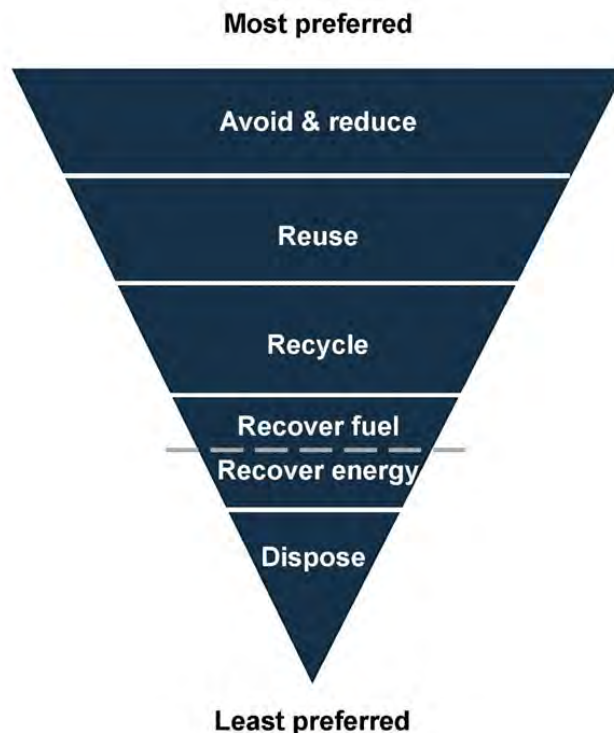 Most preferred
Avoid & reduce
Reuse
Recycle
Recover fuel
Recover energy
Dispose
Least preferred